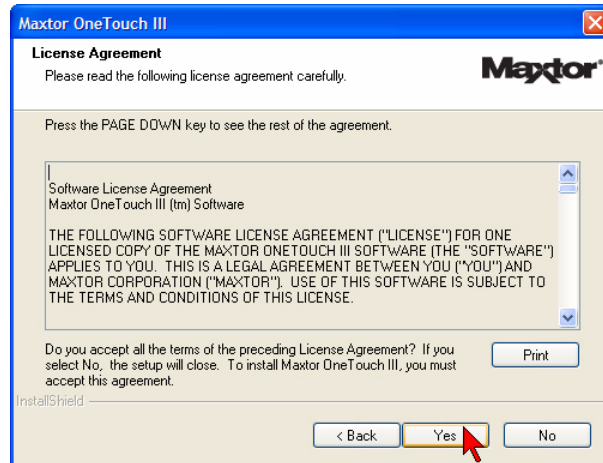 Maxtor OneTouch III
License Agreement
Please read the following license agreement carefully.
Maxtor
Press the PAGE DOWN key to see the rest of the agreement.
Software License Agreement
Maxtor OneTouch III (tm) Software
THE FOLLOWING SOFTWARE LICENSE AGREEMENT ("LICENSE") FOR ONE
LICENSED COPY OF THE MAXTOR ONETOUCH III SOFTWARE (THE "SOFTWARE")
APPLIES TO YOU.  THIS IS A LEGAL AGREEMENT BETWEEN YOU ("YOU") AND
MAXTOR CORPORATION ("MAXTOR").  USE OF THIS SOFTWARE IS SUBJECT TO
THE TERMS AND CONDITIONS OF THIS LICENSE.
Do you accept all the terms of the preceding License Agreement?  If you
select No,  the setup will close.  To install Maxtor OneTouch III, you must
accept this agreement.
Print
InstallShield
< Back
Yes
No